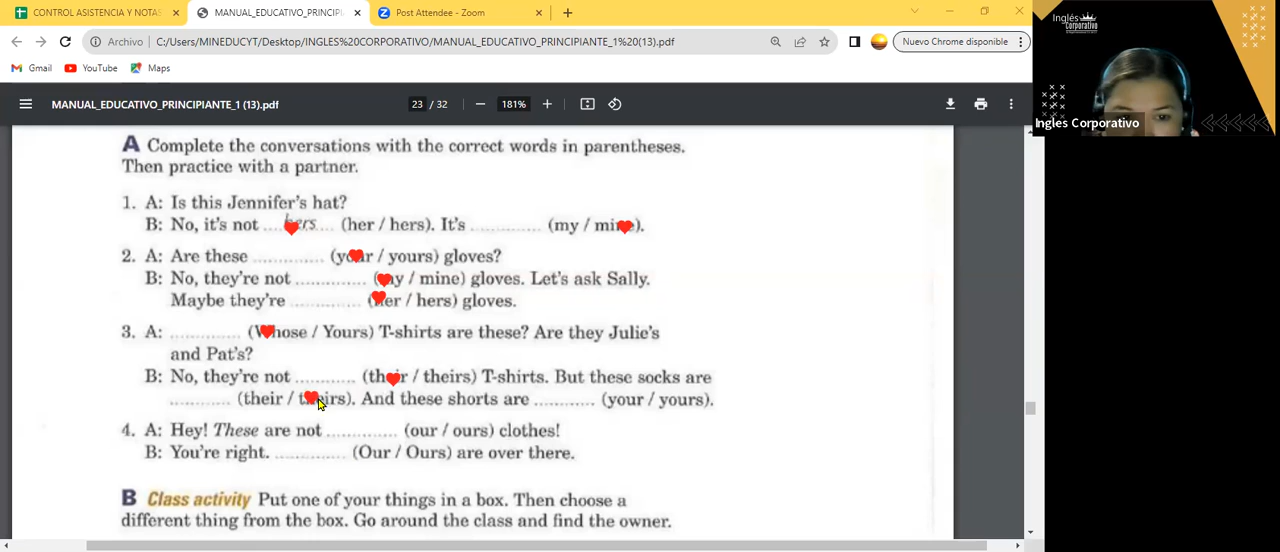 CONTROL ASISTENCIA Y NOTAS
MANUAL_EDUCATIVO_PRINCIPI
Post Attendee - Zoom
Archivo
C:/Users/MINEDUCYT/Desktop/INGLES%20CORPORATIVO/MANUAL_EDUCATIVO_PRINCIPIANTE_1%20(13).pdf
Nuevo Chrome disponible
Gmail
YouTube
Maps
MANUAL_EDUCATIVO_PRINCIPIANTE_1 (13).pdf
23 / 32
181%
Inglés Corporativo
Inglés Corporativo
A Complete the conversations with the correct words in parentheses.
Then practice with a partner.
1. A: Is this Jennifer's hat?
B: No, it's not ....hers.... (her / hers). It's ............. (my / mine).
2. A: Are these ............. (your / yours) gloves?
B: No, they're not ............. (my / mine) gloves. Let's ask Sally.
Maybe they're ............. (her / hers) gloves.
3. A: ............. (Whose / Yours) T-shirts are these? Are they Julie's
and Pat's?
B: No, they're not ............ (their / theirs) T-shirts. But these socks are
............ (their / theirs). And these shorts are ............ (your / yours).
4. A: Hey! These are not ............. (our / ours) clothes!
B: You're right. ............. (Our / Ours) are over there.
B Class activity Put one of your things in a box. Then choose a
different thing from the box. Go around the class and find the owner.